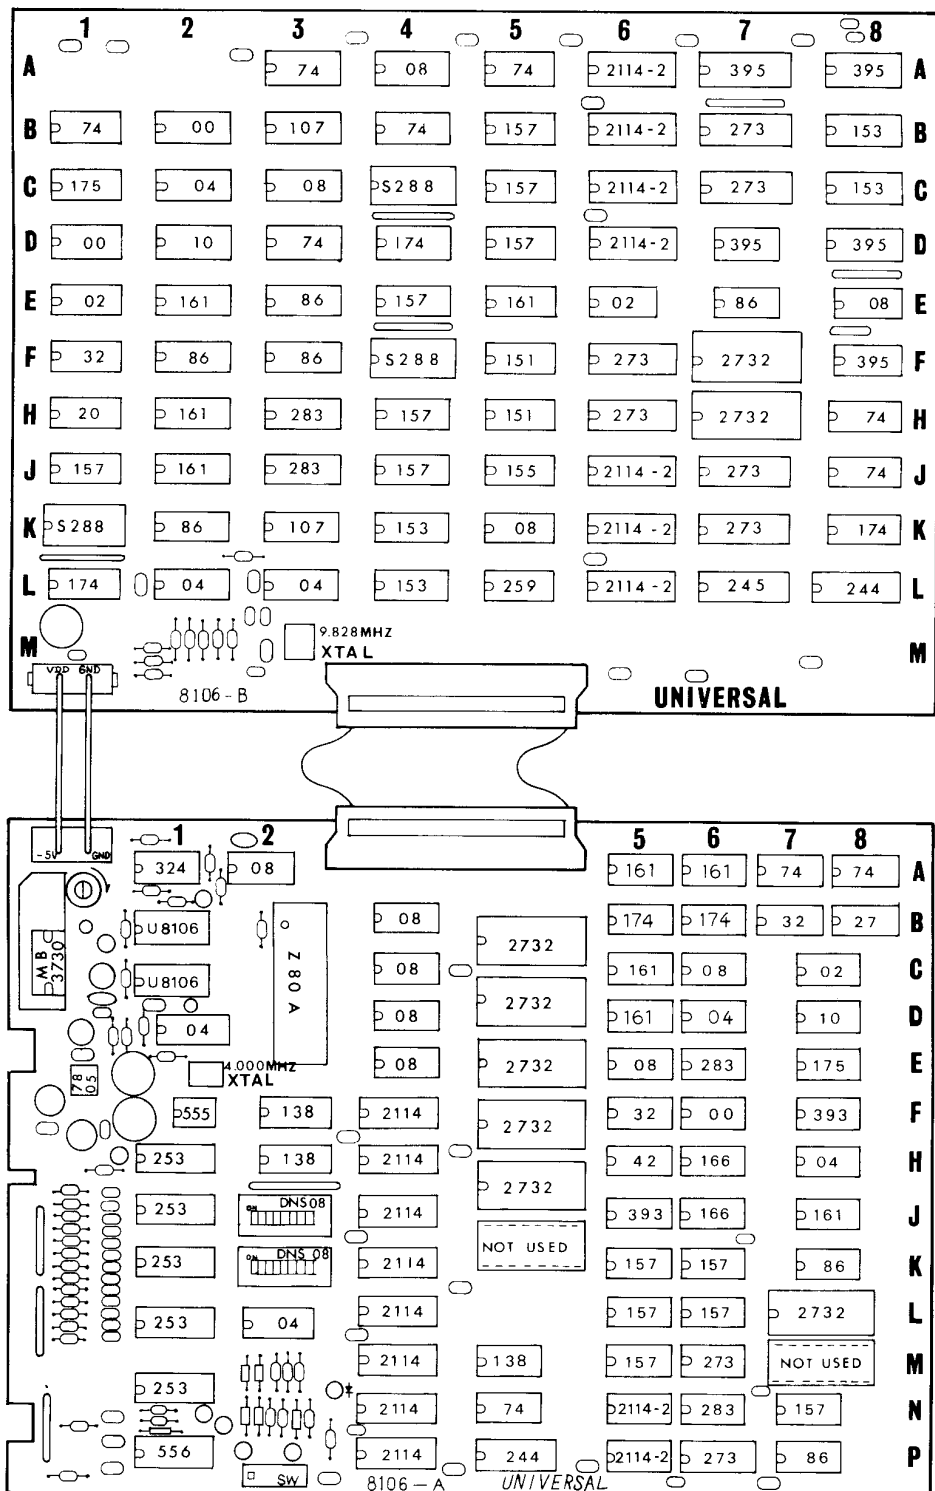 1 2 3 4 5 6 7 8
A 74 08 74 2114-2 395 395 A
B 74 00 107 74 157 2114-2 273 153 B
C 175 04 08 S288 157 2114-2 273 153 C
D 00 10 74 174 157 2114-2 395 395 D
E 02 161 86 157 161 02 86 08 E
F 32 86 86 S288 151 273 2732 395 F
H 20 161 283 157 151 273 2732 74 H
J 157 161 283 157 155 2114-2 273 74 J
K S288 86 107 153 08 2114-2 273 174 K
L 174 04 04 153 259 2114-2 245 244 L
M 9.828MHZ M
XTAL
VDD GND
8106-B UNIVERSAL
1 2 5 6 7 8
-5V GND
324 08 161 161 74 74 A
U8106 08 2732 174 174 32 27 B
MB 3730
Z80A
U8106 08 2732 161 08 02 C
04 08 161 04 10 D
4.000MHZ
XTAL
7805
08 2732 08 283 175 E
555 138 2114 2732 32 00 393 F
253 138 2114 2732 42 166 04 H
253 ON DNS08 2114 393 166 161 J
253 ON DNS08 2114 NOT USED 157 157 86 K
253 04 2114 157 157 2732 L
2114 138 157 273 NOT USED M
253 2114 74 2114-2 283 157 N
556 2114 244 2114-2 273 86 P
SW
8106-A UNIVERSAL